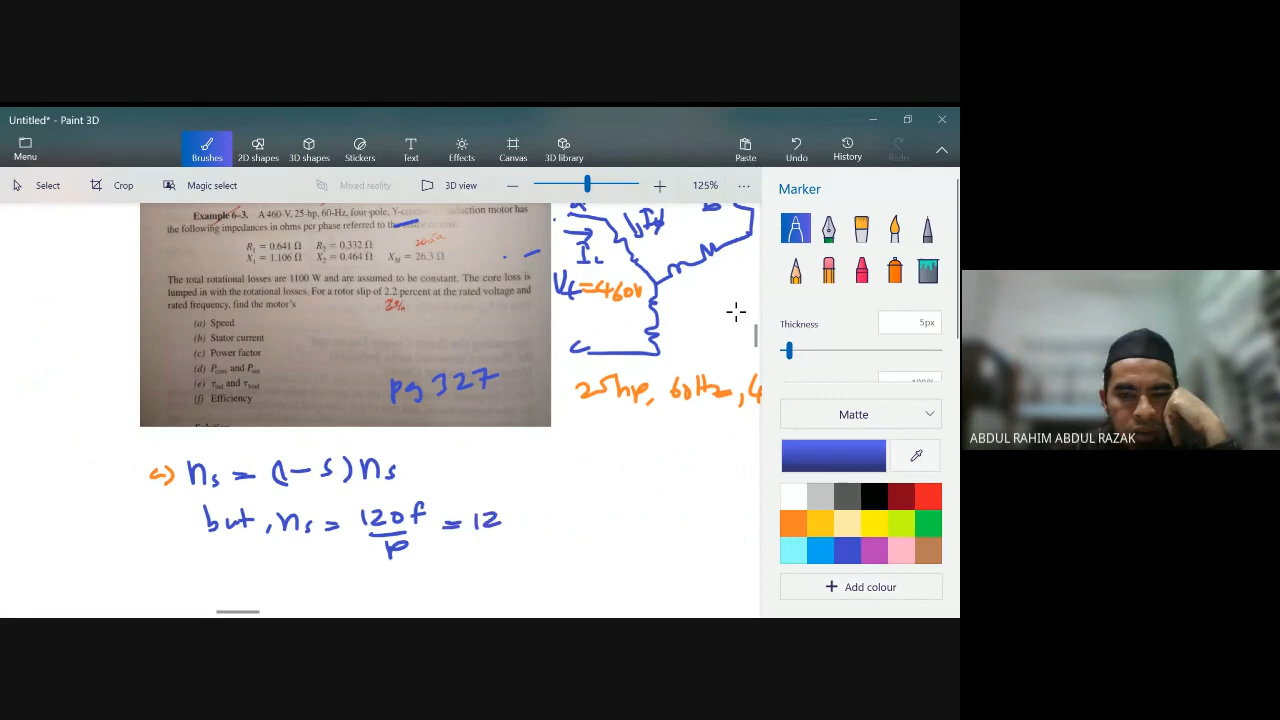 Untitled* - Paint 3D
Menu
Brushes
2D shapes
3D shapes
Stickers
Text
Effects
Canvas
3D library
Paste
Undo
History
Redo
Select
Crop
Magic select
Mixed reality
3D view
125%
Marker
Thickness
5px
Matte
Add colour
Example 6-3. A 460-V, 25-hp, 60-Hz, four-pole, induction motor has
the following impedances in ohms per phase referred to the
R1 = 0.641 Ω R2 = 0.332 Ω
X1 = 1.106 Ω X2 = 0.464 Ω XM = 26.3 Ω
The total rotational losses are 1100 W and are assumed to be constant. The core loss is
lumped in with the rotational losses. For a rotor slip of 2.2 percent at the rated voltage and
rated frequency, find the motor's
3%
(a) Speed
(b) Stator current
(c) Power factor
(d) Pconv and Pout
(e) τind and τload
(f) Efficiency
pg 327
IL
=460V
25hp, 60Hz, 4
a) ns = (1-s) ns
but, ns = 120f/p = 12
ABDUL RAHIM ABDUL RAZAK